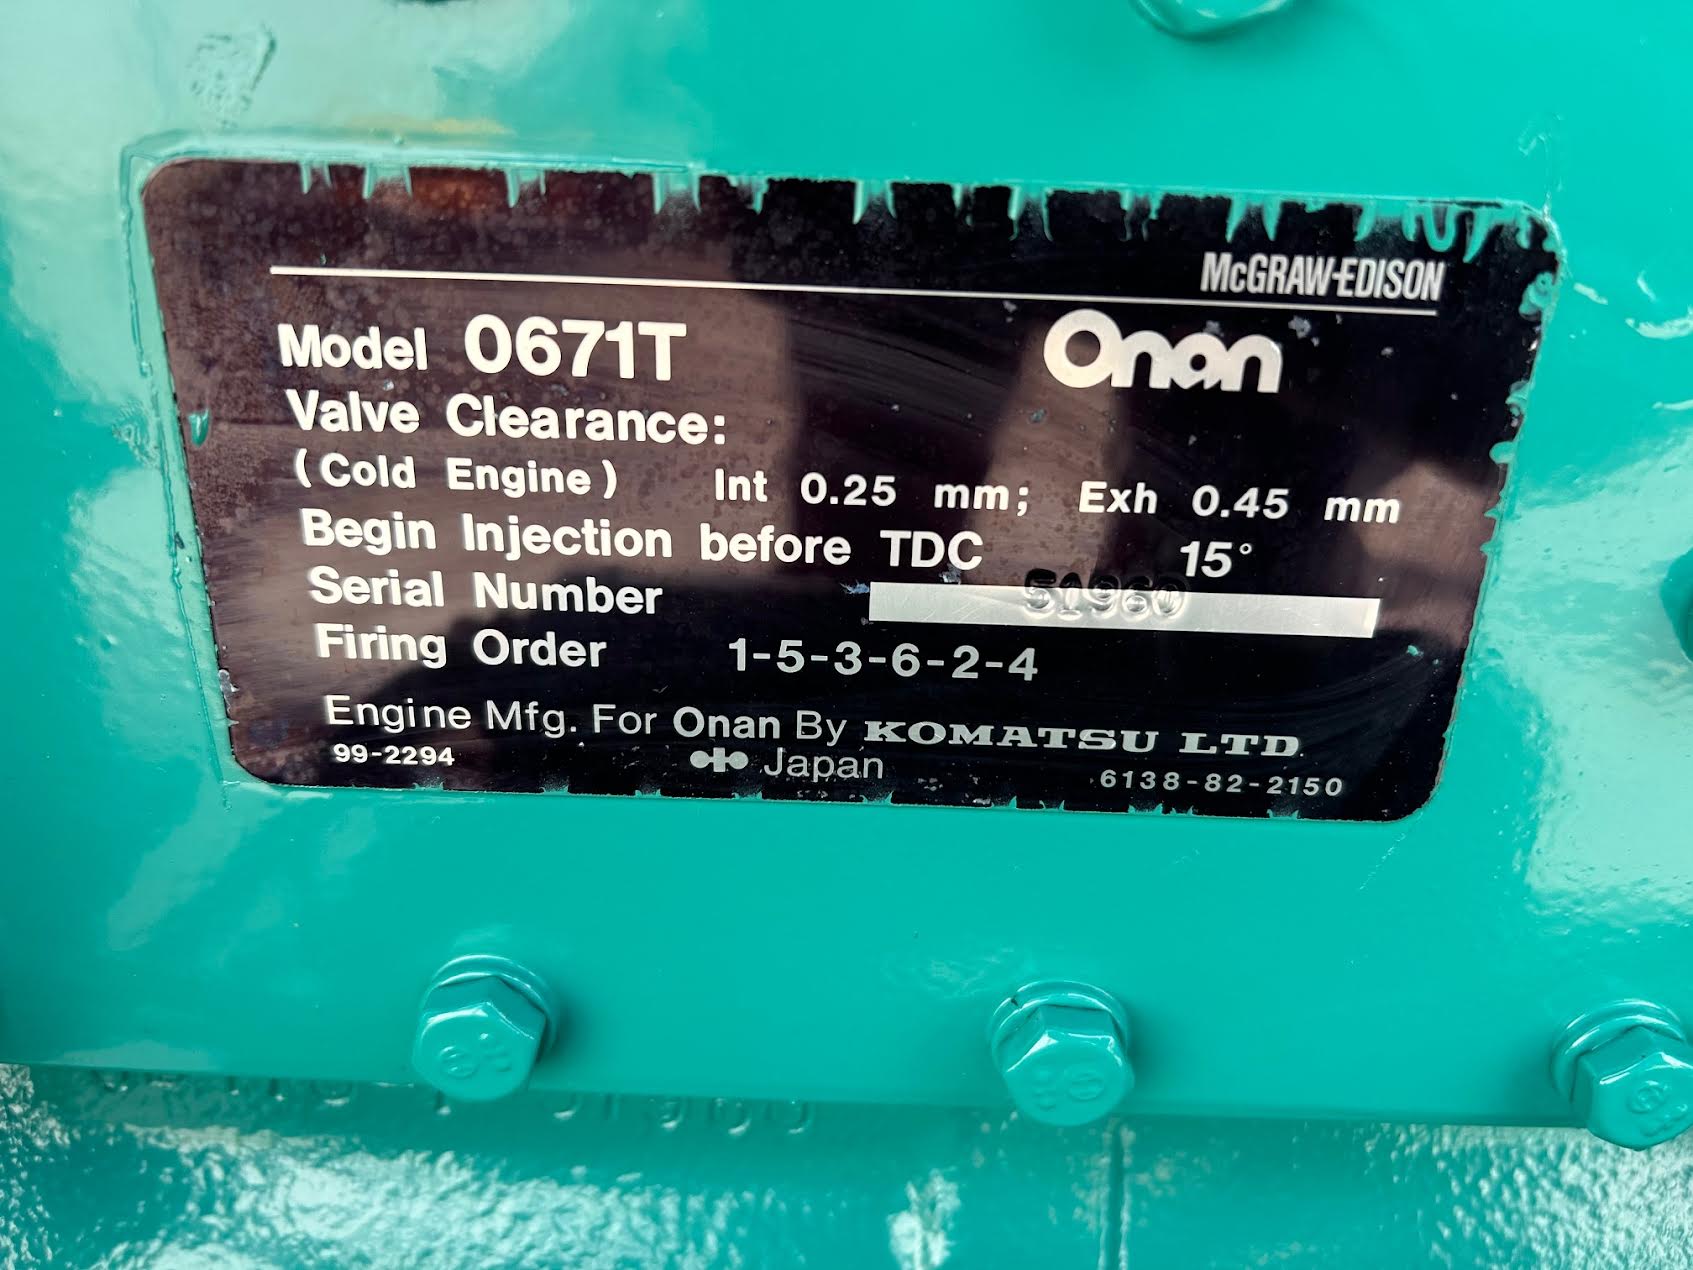 McGRAW-EDISON
Model O671T Onan
Valve Clearance:
(Cold Engine) Int 0.25 mm; Exh 0.45 mm
Begin Injection before TDC 15°
Serial Number 51960
Firing Order 1-5-3-6-2-4
Engine Mfg. For Onan By KOMATSU LTD.
99-2294 Japan 6138-82-2150